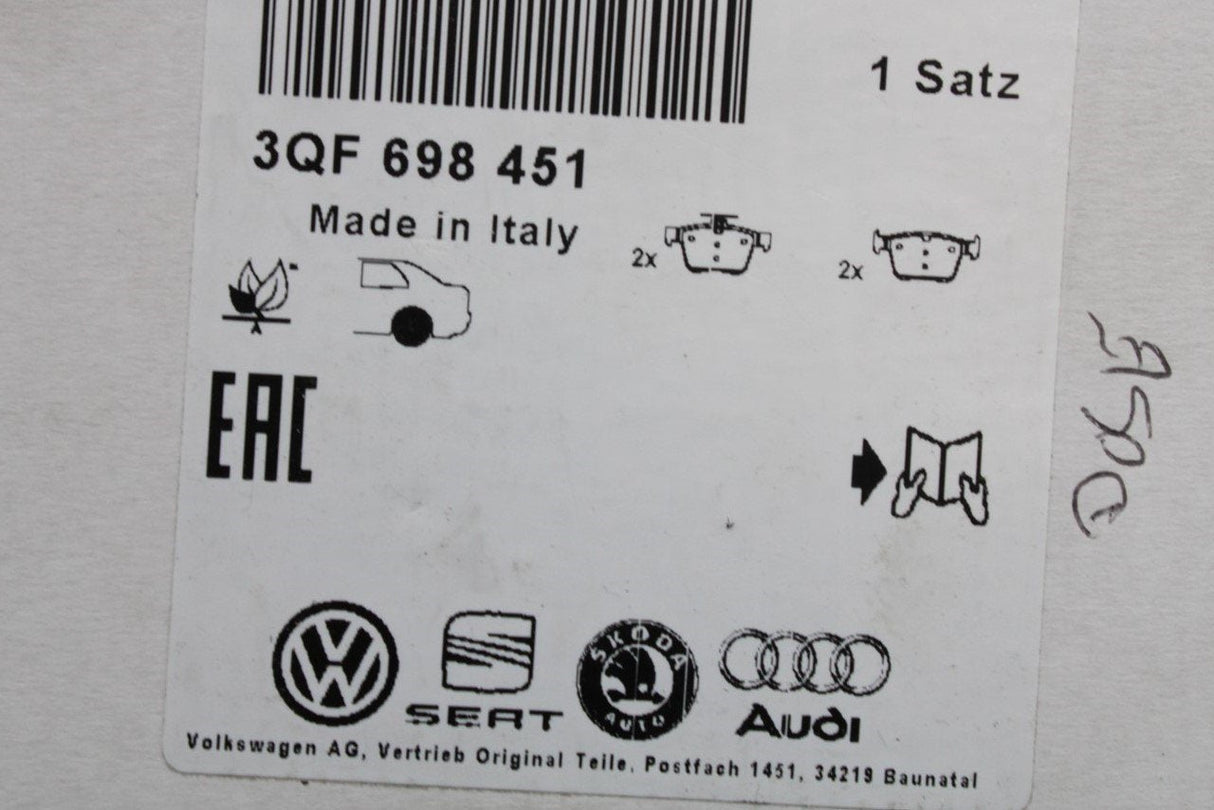 1 Satz
3QF 698 451
Made in Italy
2x
2x
EAC
SEAT
ŠKODA
AUTO
Audi
Volkswagen AG, Vertrieb Original Teile, Postfach 1451, 34219 Baunatal